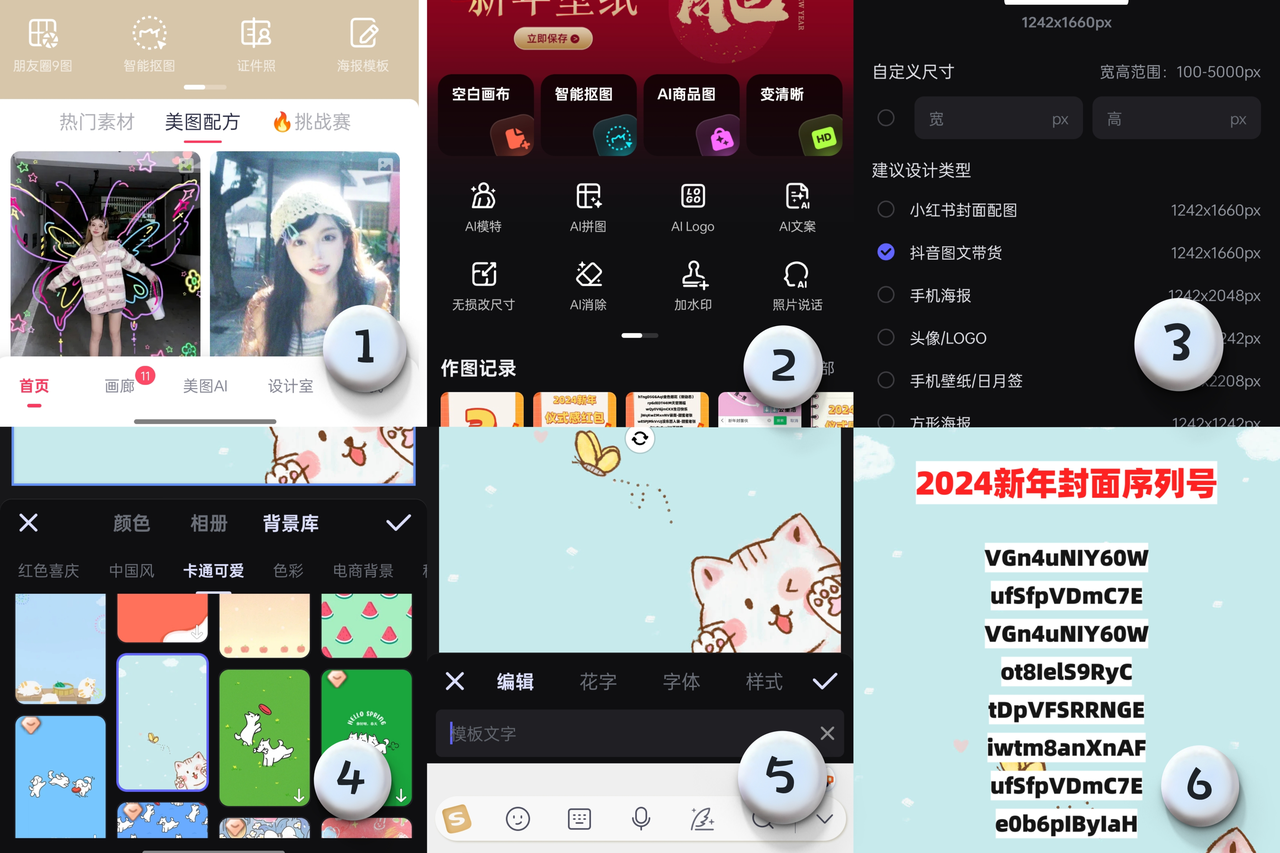 朋友圈9图 智能抠图 证件照 海报模板
热门素材 美图配方 挑战赛
首页 画廊 11 美图AI 设计室
1
新年壁纸
NEW YEAR
立即保存
空白画布 智能抠图 AI商品图 变清晰
HD
AI模特 AI拼图 AI Logo AI文案
无损改尺寸 AI消除 加水印 照片说话
作图记录 部
2024新年
仪式感红包
2
1242x1660px
自定义尺寸 宽高范围：100-5000px
宽 px 高 px
建议设计类型
小红书封面配图 1242x1660px
抖音图文带货 1242x1660px
手机海报 1242x2048px
头像/LOGO 242px
手机壁纸/日月签 x2208px
方形海报 1242x1242px
3
颜色 相册 背景库
红色喜庆 中国风 卡通可爱 色彩 电商背景
HELLO SPRING
4
编辑 花字 字体 样式
模板文字
5
2024新年封面序列号
VGn4uNIY60W
ufSfpVDmC7E
VGn4uNIY60W
ot8IelS9RyC
tDpVFSRRNGE
iwtm8anXnAF
ufSfpVDmC7E
e0b6pIByIaH
6